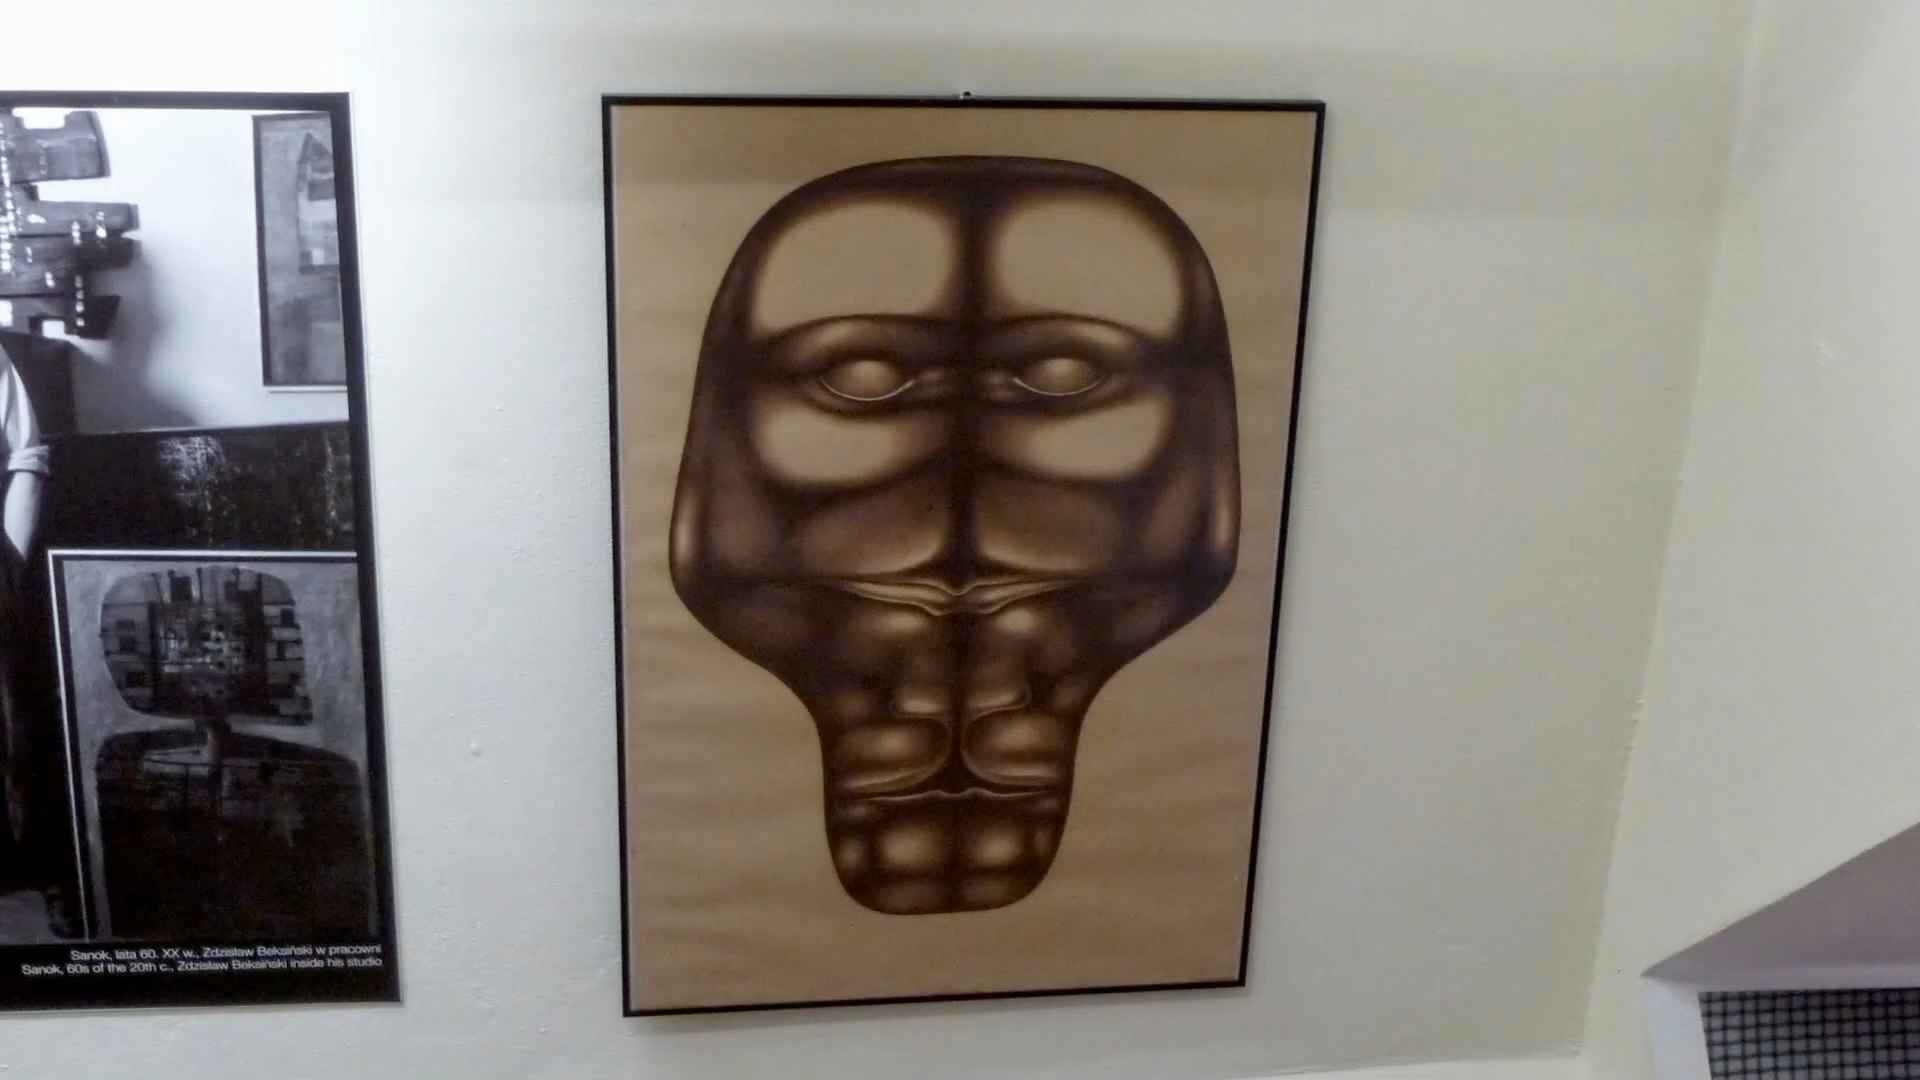 Sanok, lata 60. XX w., Zdzisław Beksiński w pracowni
Sanok, 60s of the 20th c., Zdzisław Beksiński inside his studio